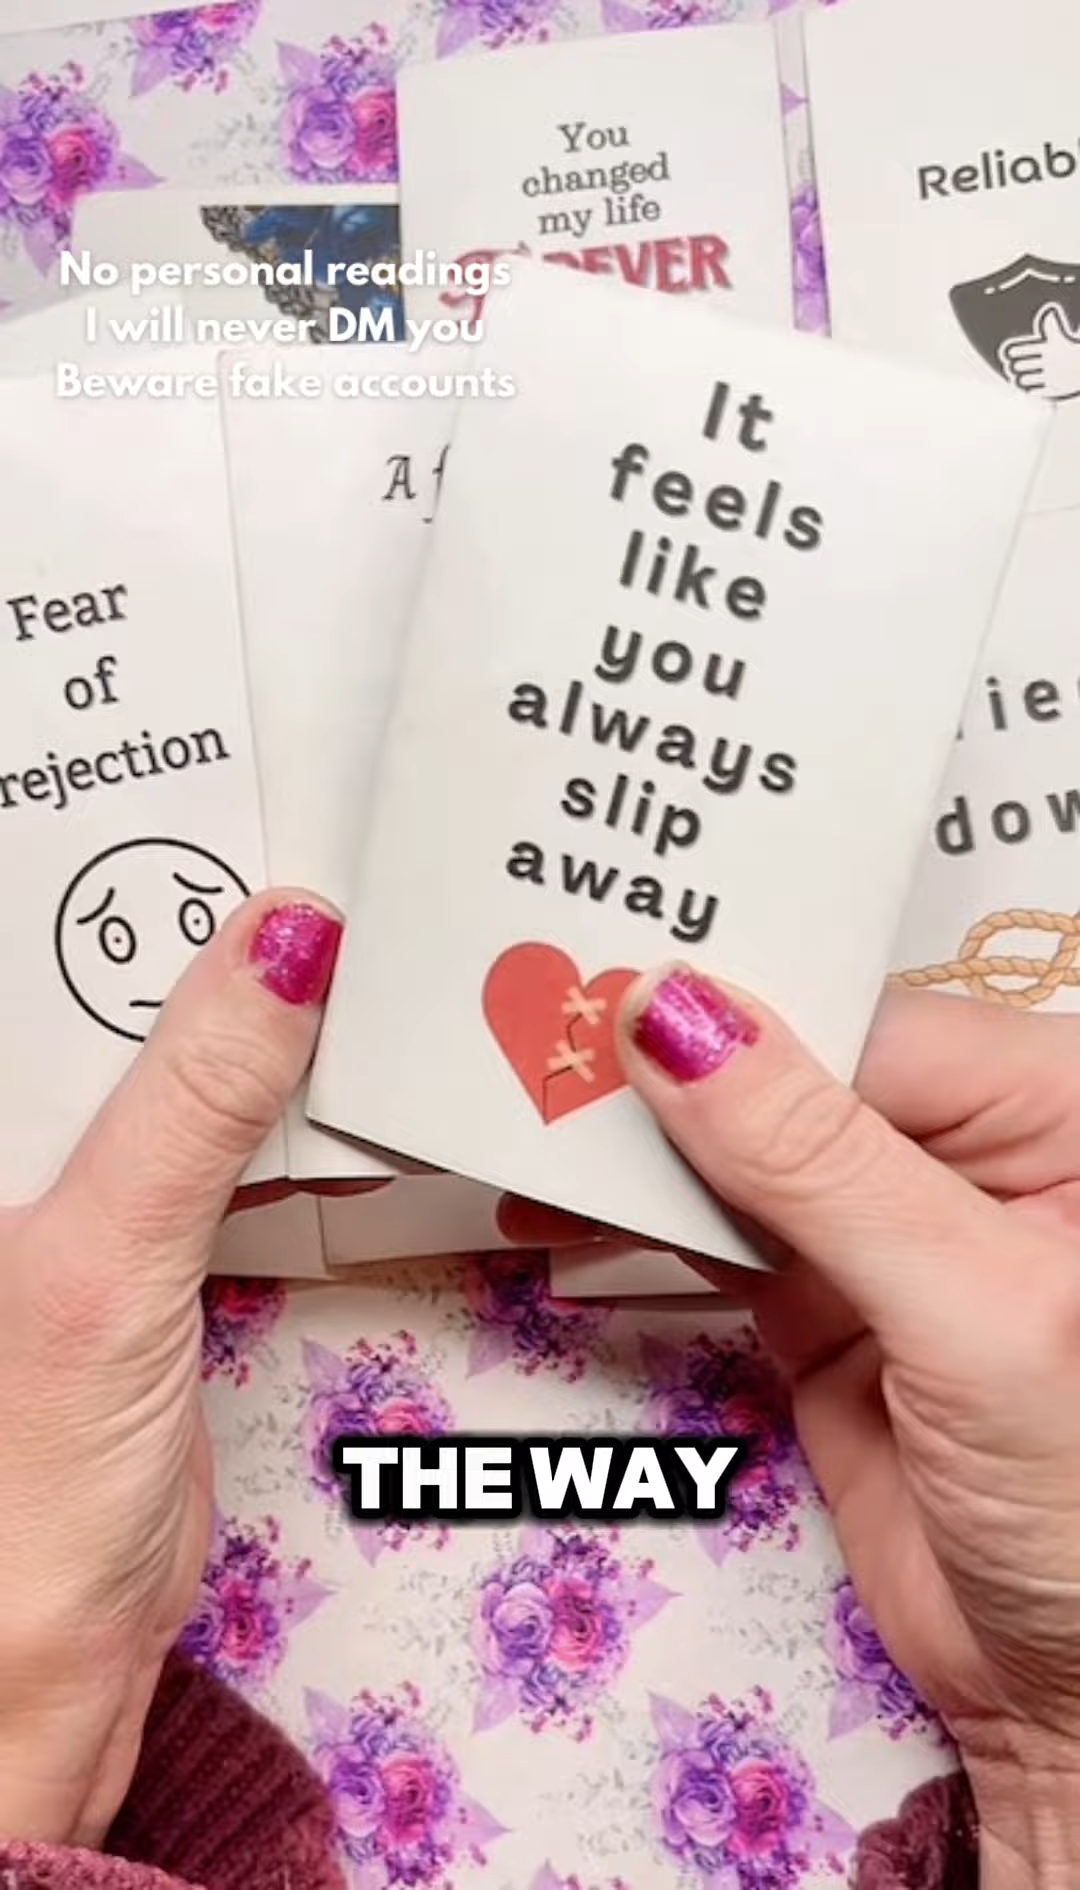 You
changed
my life
FOREVER
No personal readings
I will never DM you
Beware fake accounts
It
feels
like
you
always
slip
away
A
Fear
of
rejection
THE WAY